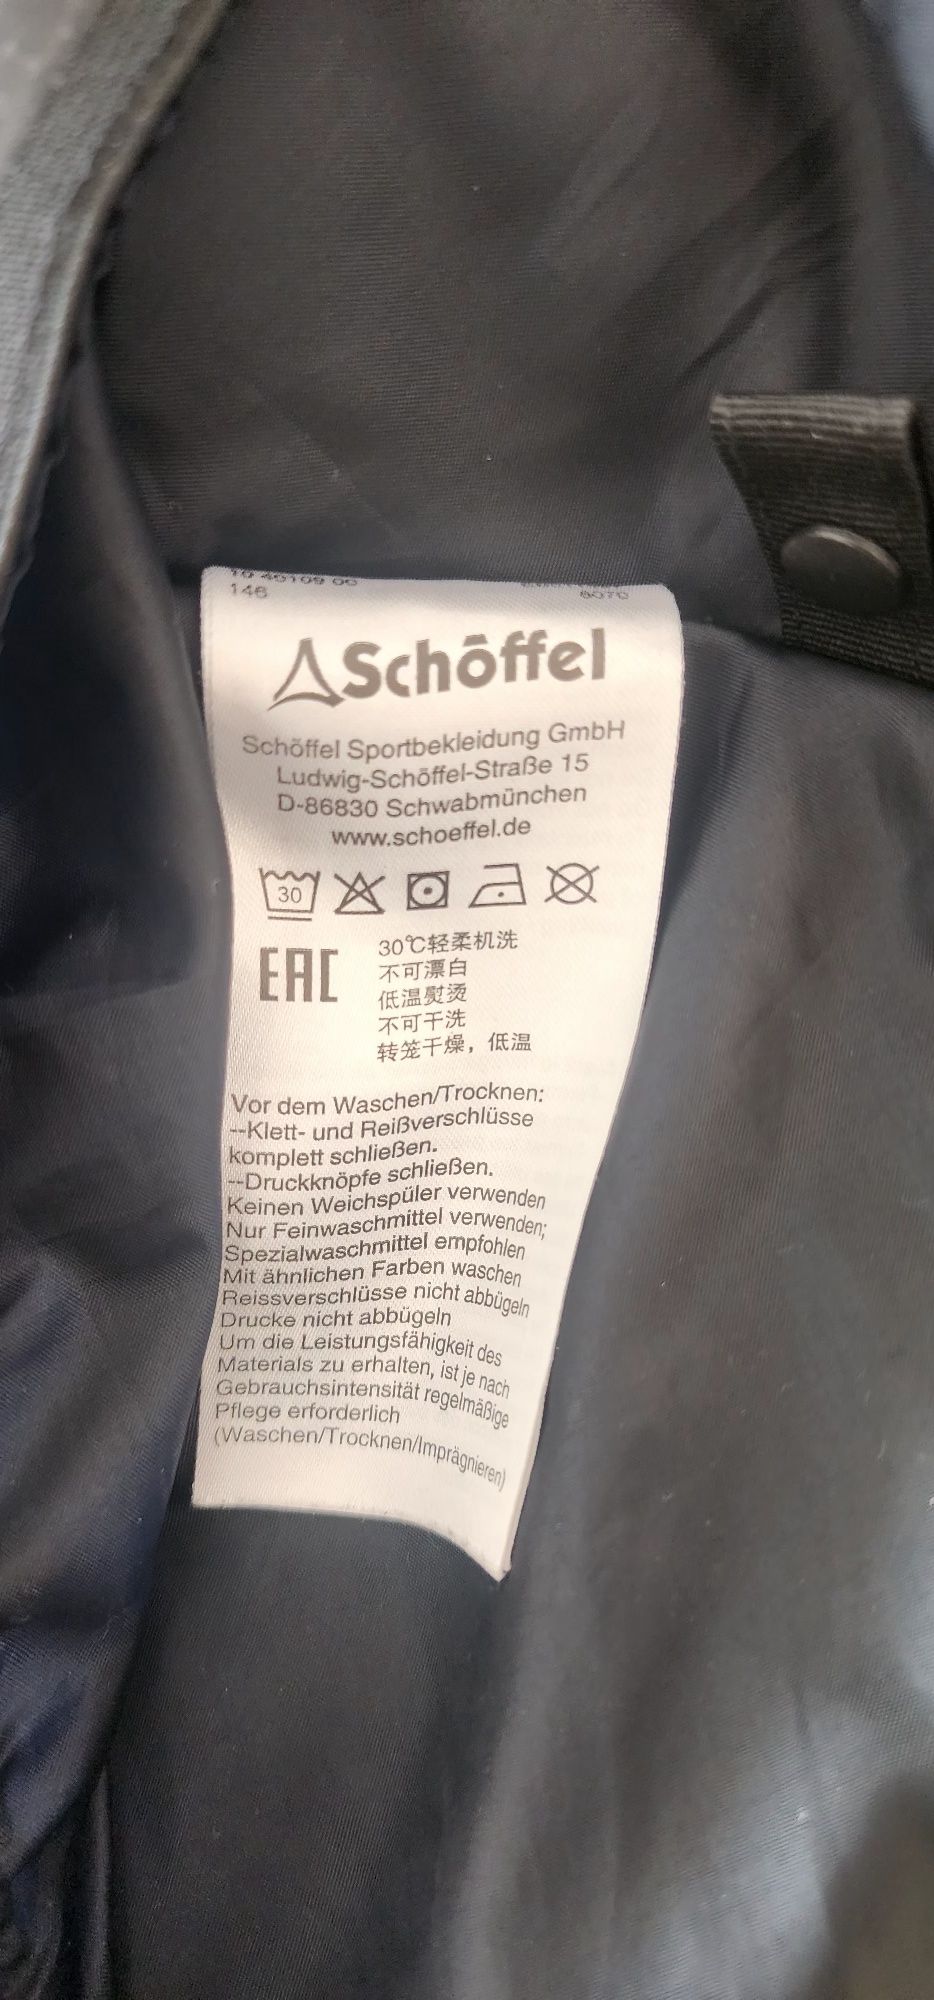 10 40109 00
146
8070
Schöffel
Schöffel Sportbekleidung GmbH
Ludwig-Schöffel-Straße 15
D-86830 Schwabmünchen
www.schoeffel.de
30
EAC
30℃轻柔机洗
不可漂白
低温熨烫
不可干洗
转笼干燥，低温
Vor dem Waschen/Trocknen:
--Klett- und Reißverschlüsse
komplett schließen.
--Druckknöpfe schließen.
Keinen Weichspüler verwenden
Nur Feinwaschmittel verwenden;
Spezialwaschmittel empfohlen
Mit ähnlichen Farben waschen
Reissverschlüsse nicht abbügeln
Drucke nicht abbügeln
Um die Leistungsfähigkeit des
Materials zu erhalten, ist je nach
Gebrauchsintensität regelmäßige
Pflege erforderlich
(Waschen/Trocknen/Imprägnieren)